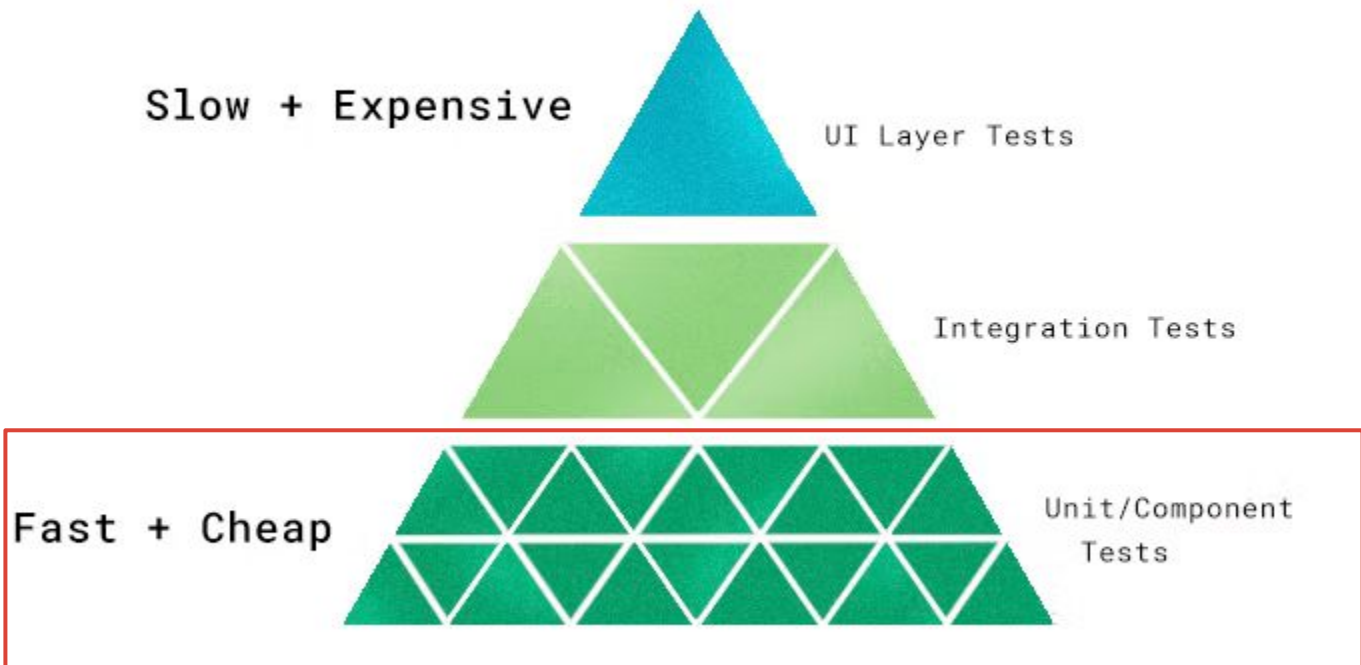 Slow + Expensive
UI Layer Tests
Integration Tests
Fast + Cheap
Unit/Component
Tests